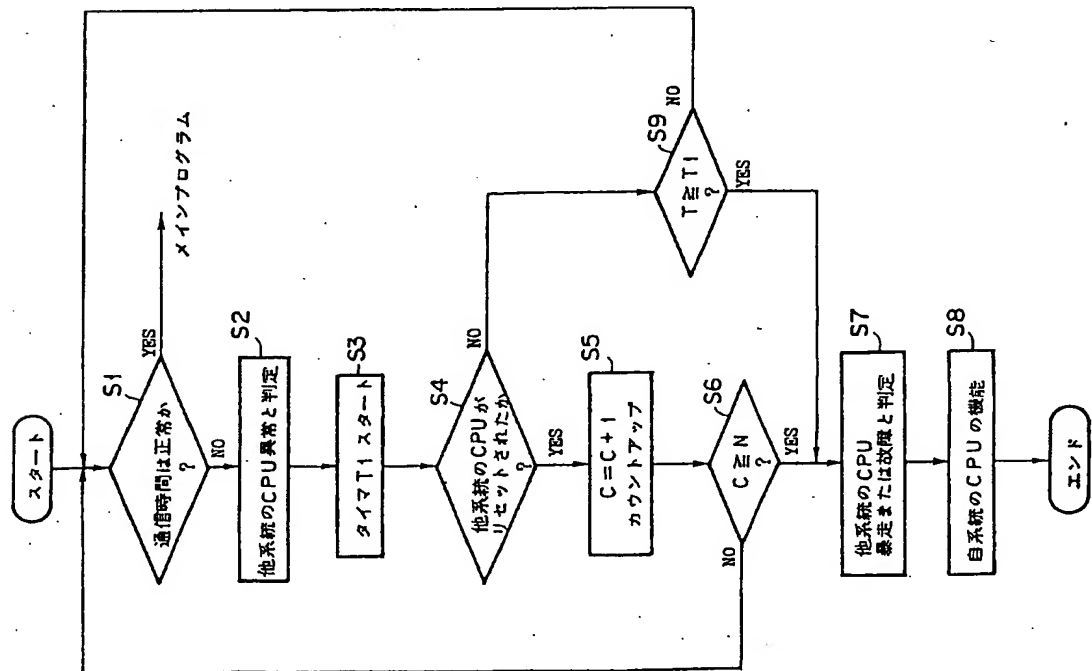 スタート
S1
通信時間は正常か
?
YES
メインプログラム
NO
S2
他系統のCPU異常と判定
S3
タイマT1スタート
S4
他系統のCPUが
リセットされたか
?
NO
YES
S5
C=C+1
カウントアップ
S6
C≧N
?
NO
YES
S9
T≧T1
?
NO
YES
S7
他系統のCPU
暴走または故障と判定
S8
自系統のCPUの機能
エンド